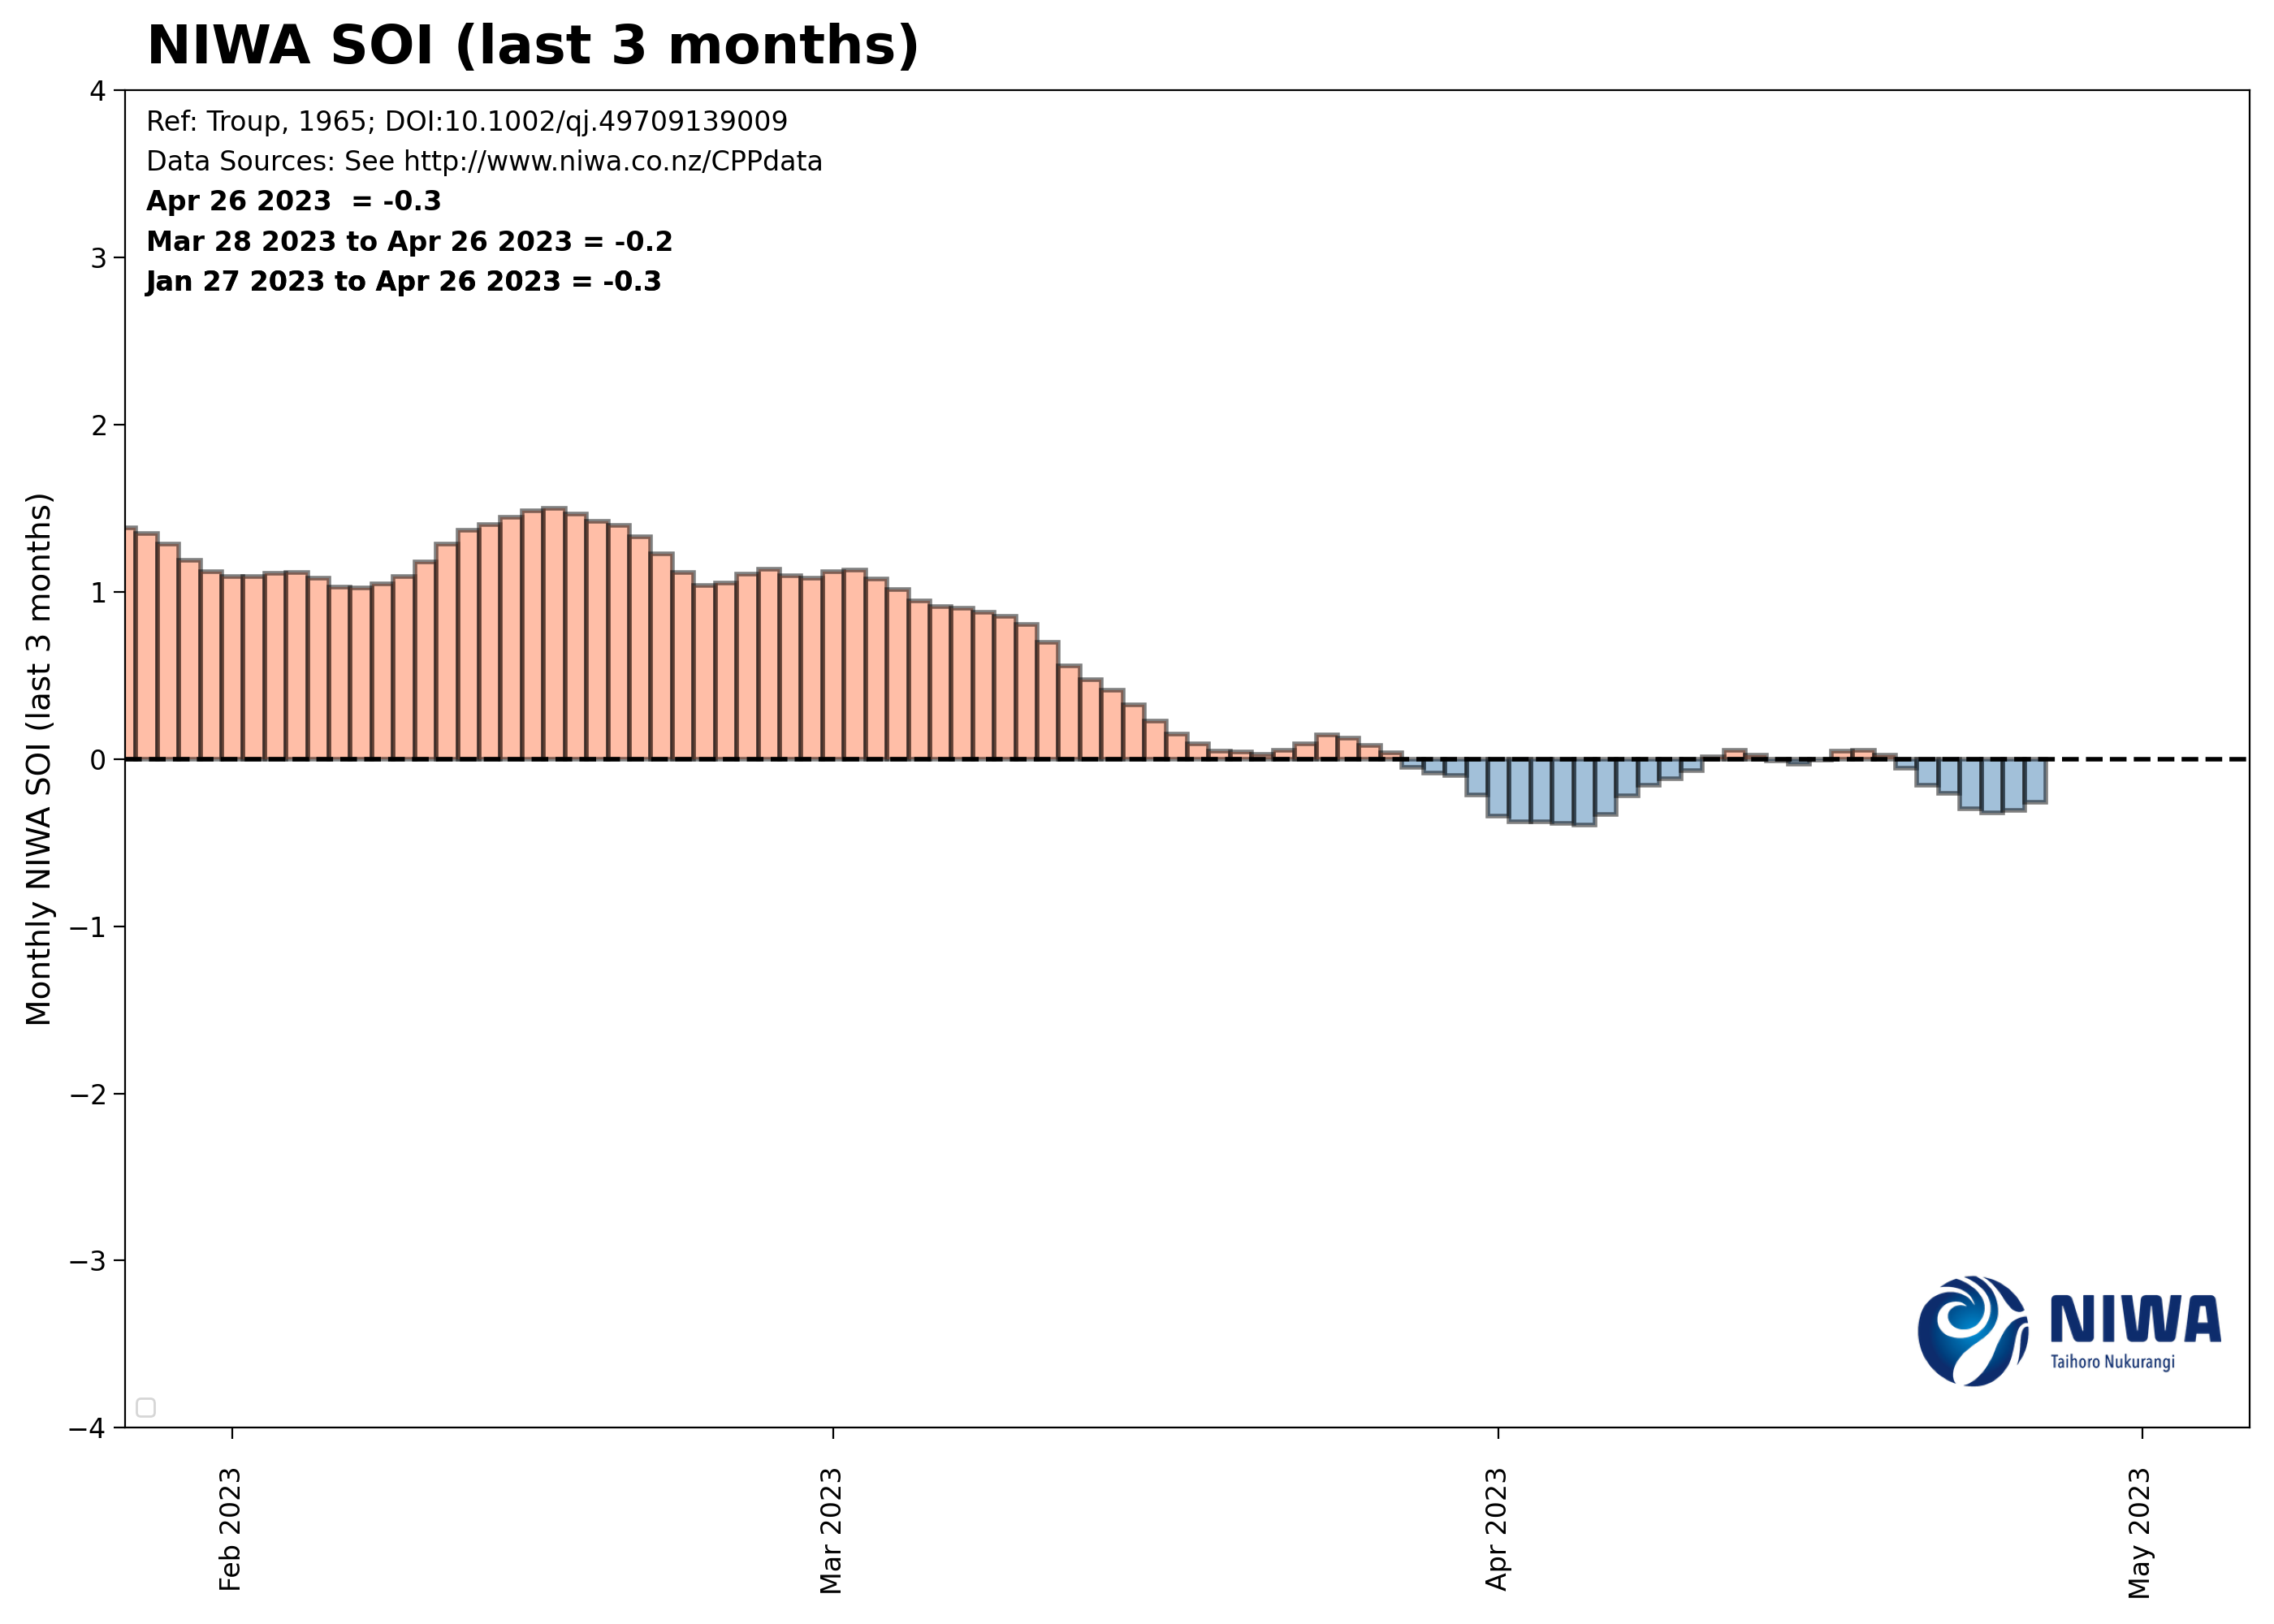 NIWA SOI (last 3 months)
Ref: Troup, 1965; DOI:10.1002/qj.49709139009
Data Sources: See http://www.niwa.co.nz/CPPdata
Apr 26 2023  = -0.3
Mar 28 2023 to Apr 26 2023 = -0.2
Jan 27 2023 to Apr 26 2023 = -0.3
Monthly NIWA SOI (last 3 months)
4
3
2
1
0
−1
−2
−3
−4
Feb 2023
Mar 2023
Apr 2023
May 2023
NIWA
Taihoro Nukurangi